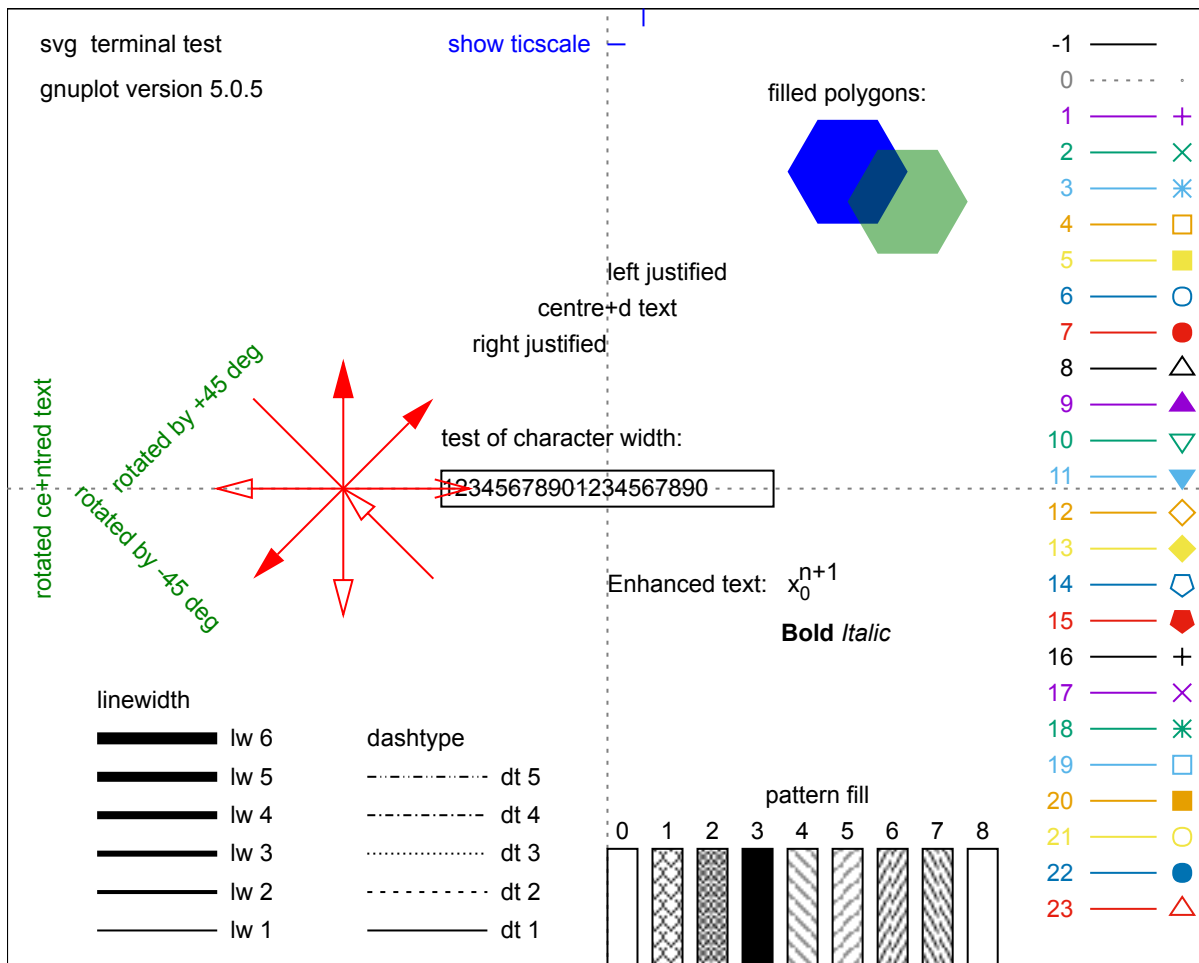 svg  terminal test
gnuplot version 5.0.5
show ticscale
filled polygons:
left justified
centre+d text
right justified
rotated ce+ntred text
rotated by +45 deg
rotated by -45 deg
test of character width:
12345678901234567890
Enhanced text:   x₀ⁿ⁺¹
Bold Italic
linewidth
lw 6
lw 5
lw 4
lw 3
lw 2
lw 1
dashtype
dt 5
dt 4
dt 3
dt 2
dt 1
pattern fill
0 1 2 3 4 5 6 7 8
-1
0
1
2
3
4
5
6
7
8
9
10
11
12
13
14
15
16
17
18
19
20
21
22
23